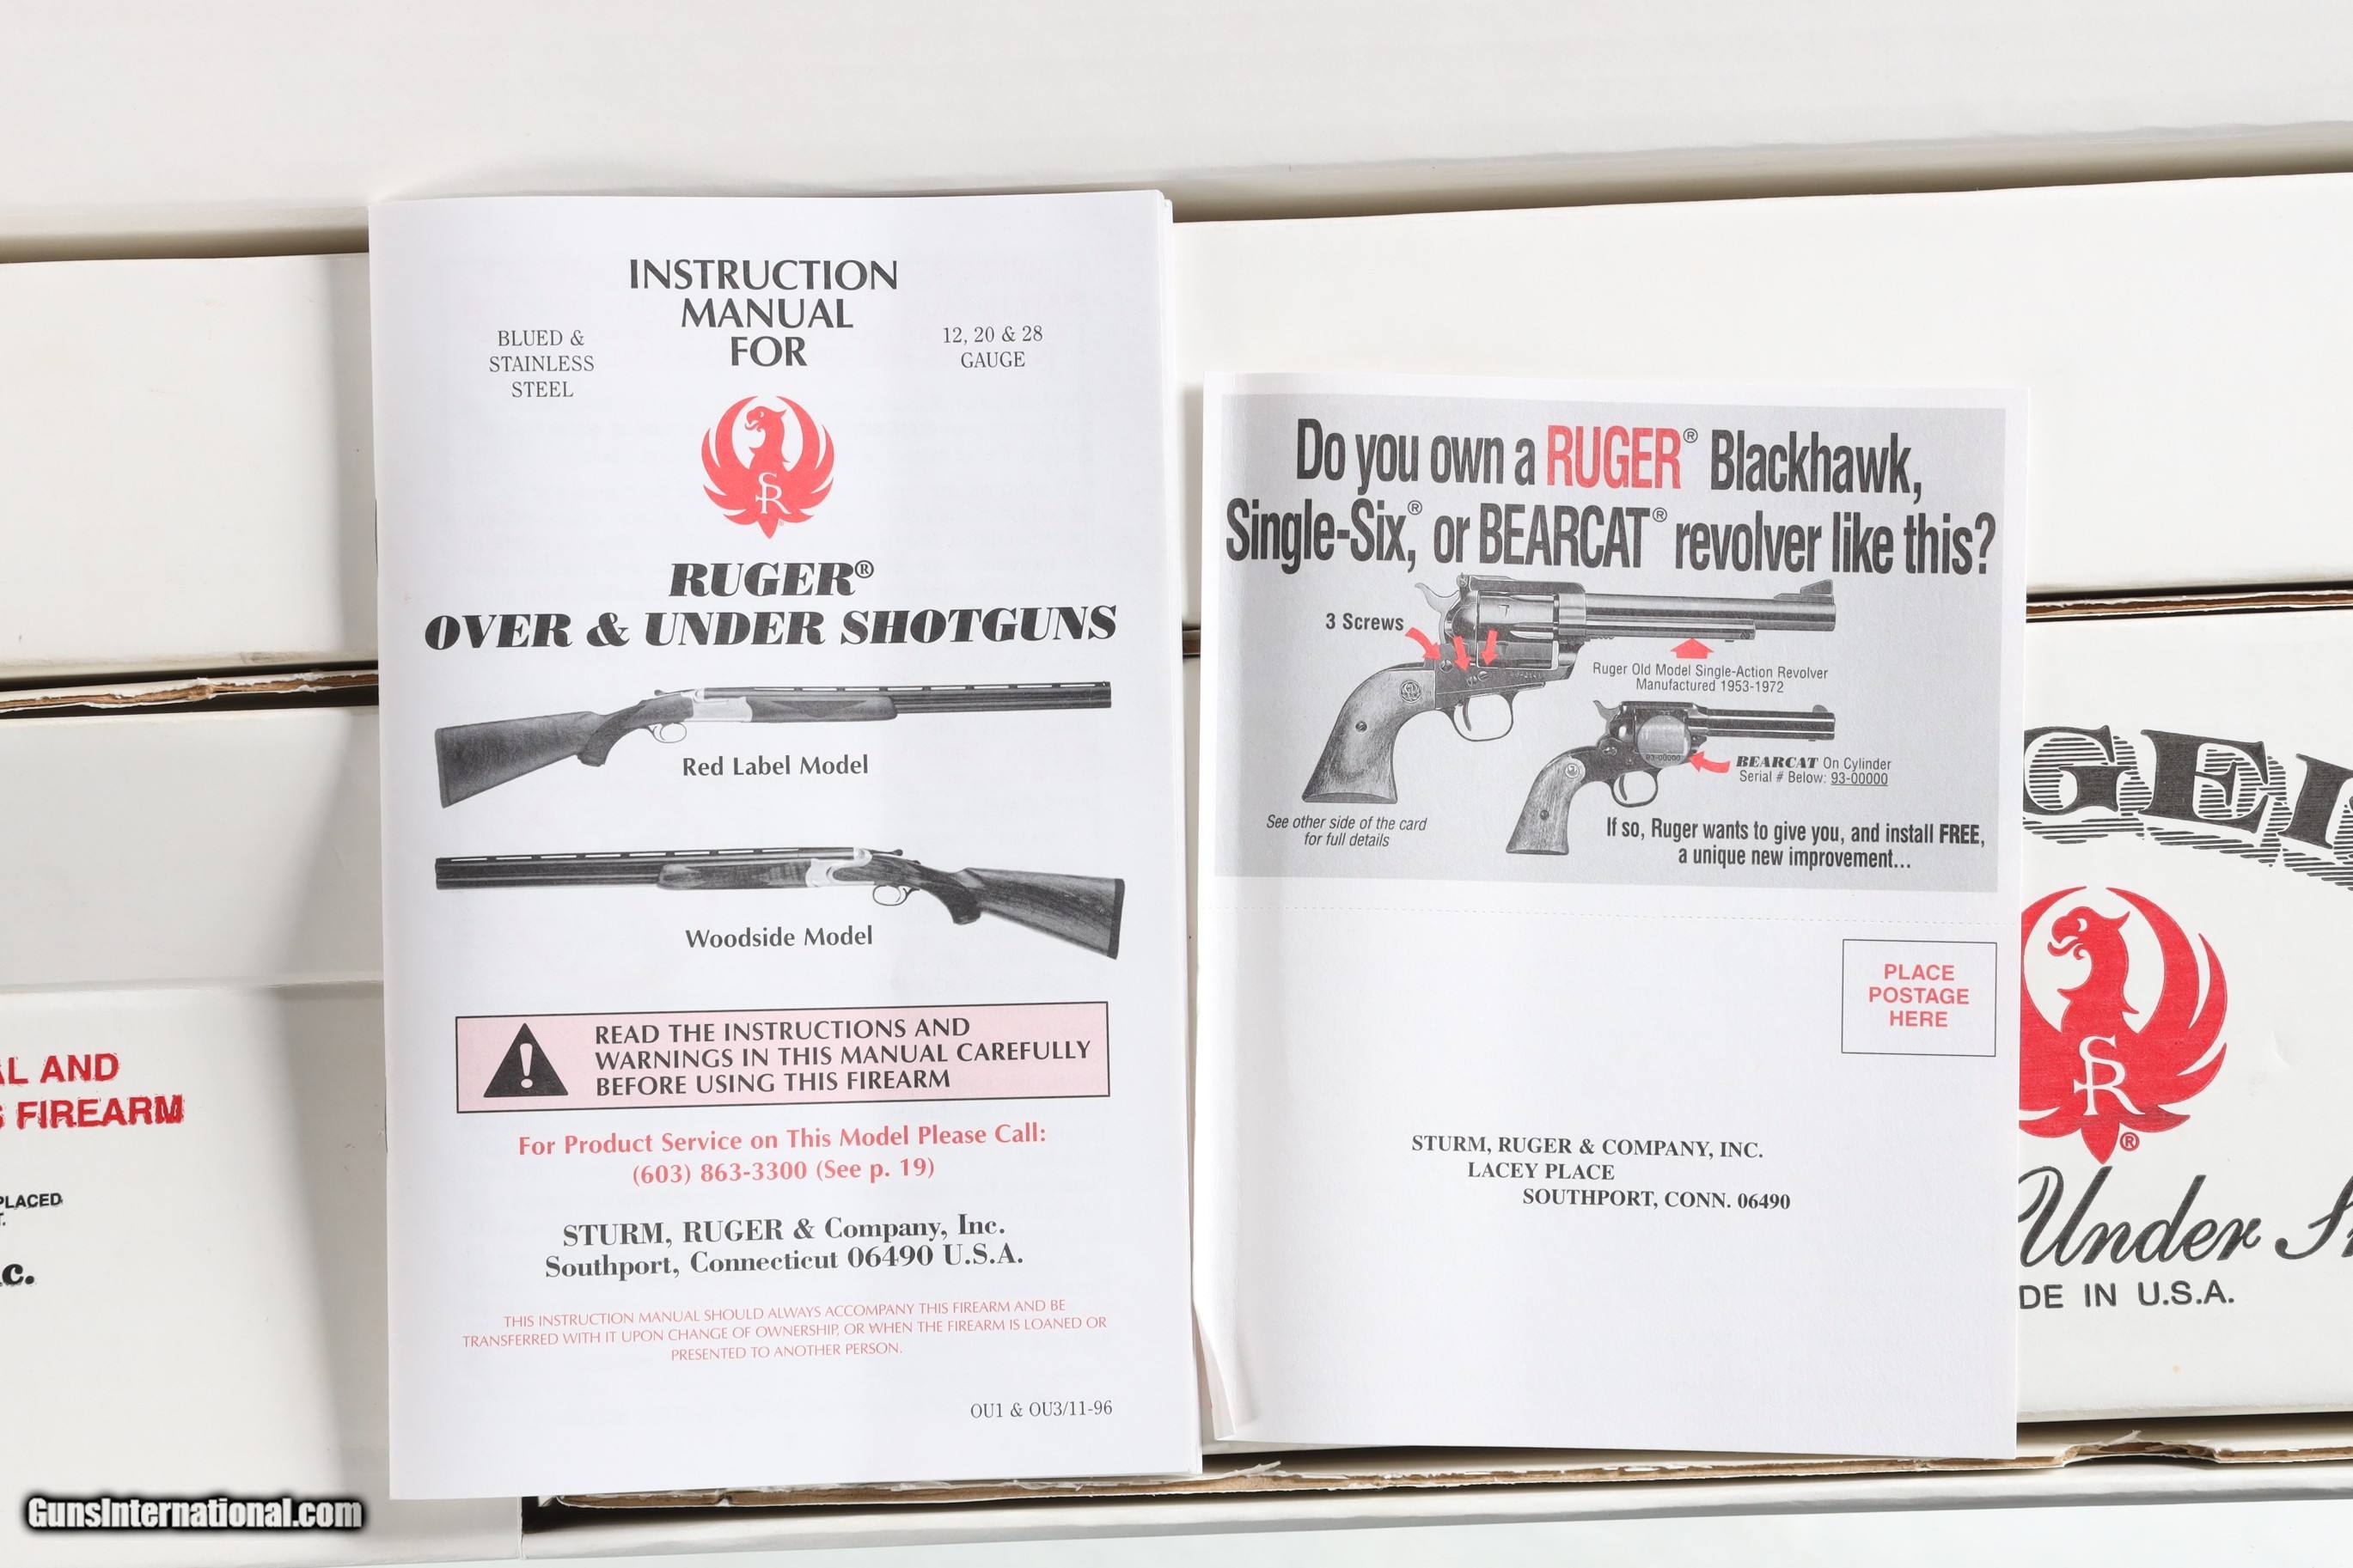 INSTRUCTION
MANUAL
FOR
BLUED &
STAINLESS
STEEL
12, 20 & 28
GAUGE
SR
RUGER®
OVER & UNDER SHOTGUNS
Red Label Model
Woodside Model
READ THE INSTRUCTIONS AND
WARNINGS IN THIS MANUAL CAREFULLY
BEFORE USING THIS FIREARM
For Product Service on This Model Please Call:
(603) 863-3300 (See p. 19)
STURM, RUGER & Company, Inc.
Southport, Connecticut 06490 U.S.A.
THIS INSTRUCTION MANUAL SHOULD ALWAYS ACCOMPANY THIS FIREARM AND BE
TRANSFERRED WITH IT UPON CHANGE OF OWNERSHIP, OR WHEN THE FIREARM IS LOANED OR
PRESENTED TO ANOTHER PERSON.
OU1 & OU3/11-96
Do you own a RUGER® Blackhawk,
Single-Six,® or BEARCAT® revolver like this?
3 Screws
Ruger Old Model Single-Action Revolver
Manufactured 1953-1972
93-00000
BEARCAT On Cylinder
Serial # Below: 93-00000
See other side of the card
for full details
If so, Ruger wants to give you, and install FREE,
a unique new improvement...
PLACE
POSTAGE
HERE
STURM, RUGER & COMPANY, INC.
LACEY PLACE
SOUTHPORT, CONN. 06490
AL AND
FIREARM
PLACED
c.
GER
SR
®
Under
DE IN U.S.A.
GunsInternational.com